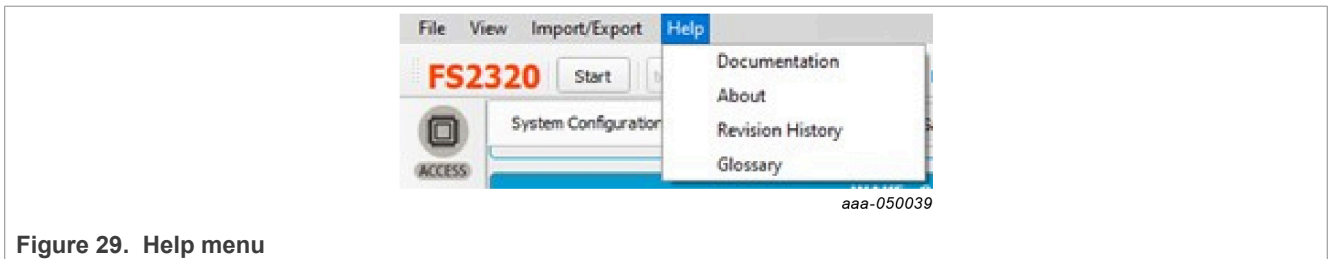 File View Import/Export Help
Documentation
FS2320 Start
About
System Configuration
Revision History
ACCESS
Glossary
aaa-050039
Figure 29. Help menu